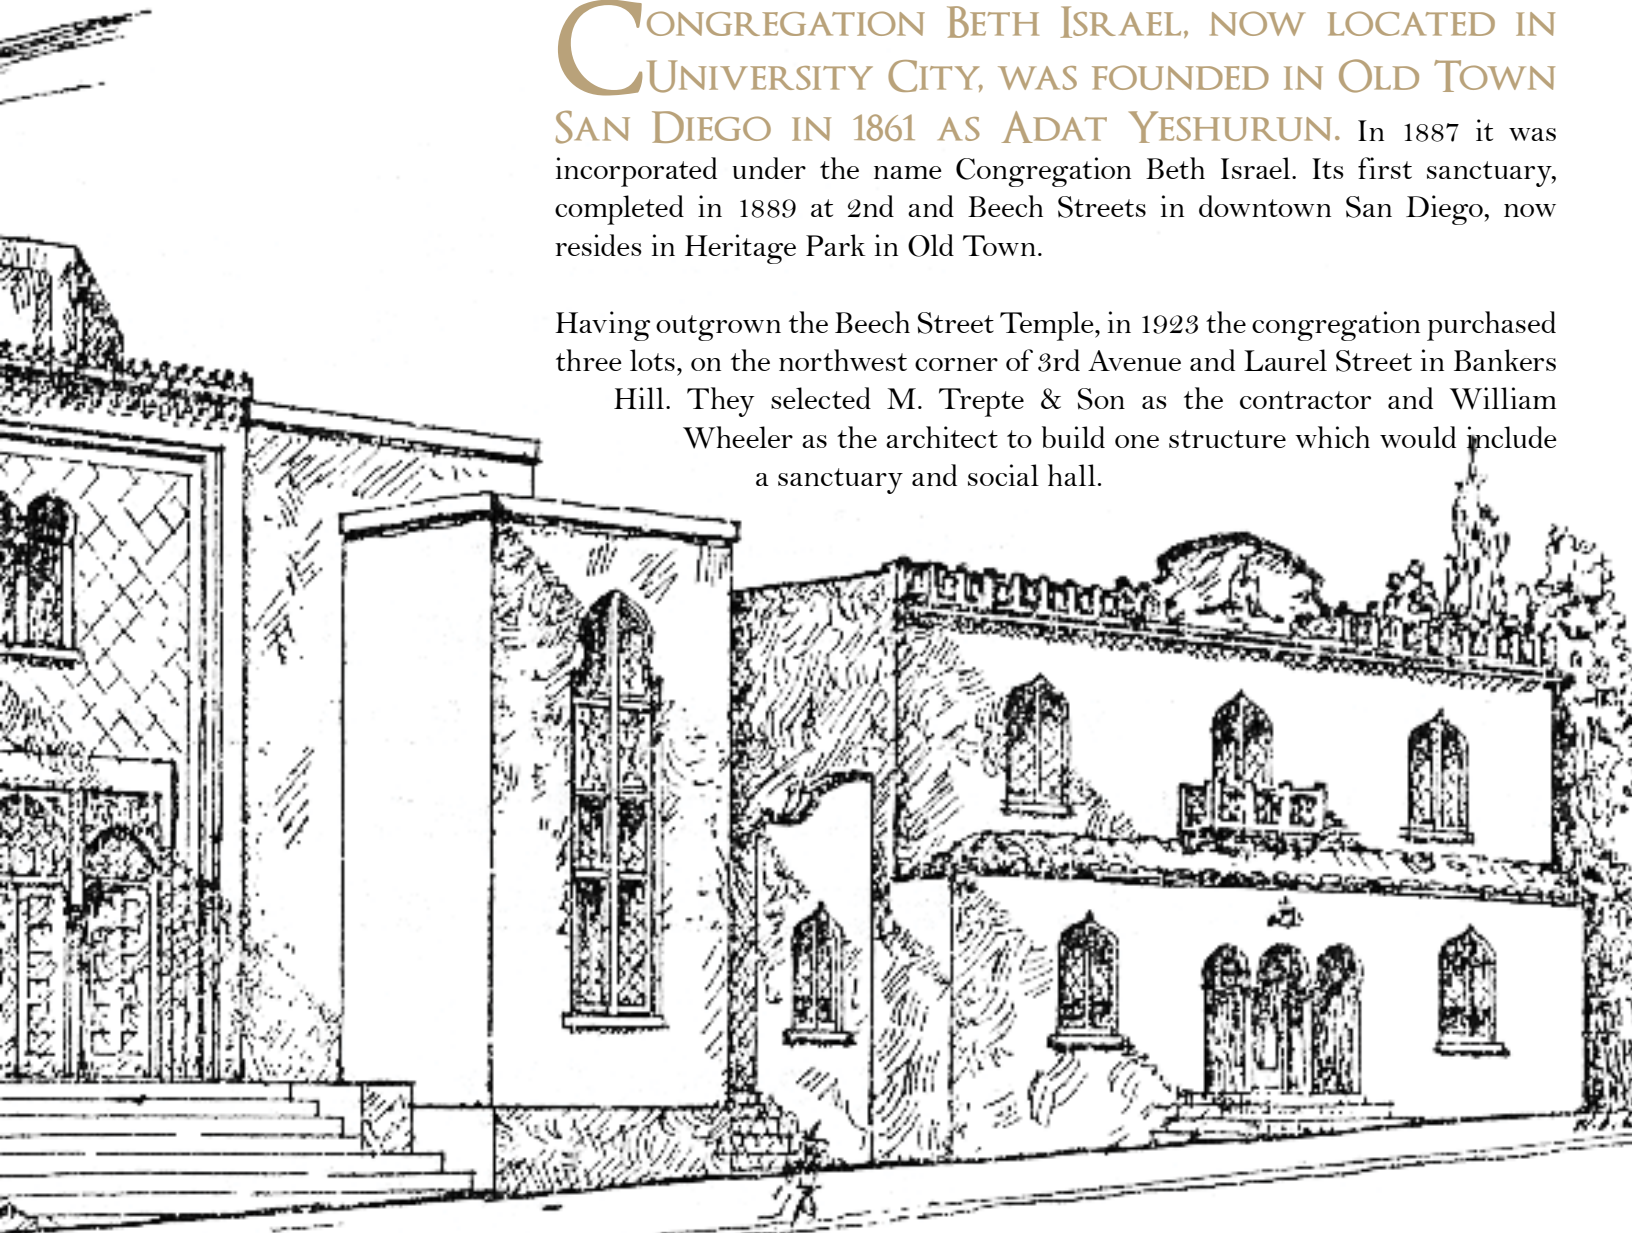 CONGREGATION BETH ISRAEL, NOW LOCATED IN
UNIVERSITY CITY, WAS FOUNDED IN OLD TOWN
SAN DIEGO IN 1861 AS ADAT YESHURUN. In 1887 it was
incorporated under the name Congregation Beth Israel. Its first sanctuary,
completed in 1889 at 2nd and Beech Streets in downtown San Diego, now
resides in Heritage Park in Old Town.
Having outgrown the Beech Street Temple, in 1923 the congregation purchased
three lots, on the northwest corner of 3rd Avenue and Laurel Street in Bankers
Hill. They selected M. Trepte & Son as the contractor and William
Wheeler as the architect to build one structure which would include
a sanctuary and social hall.